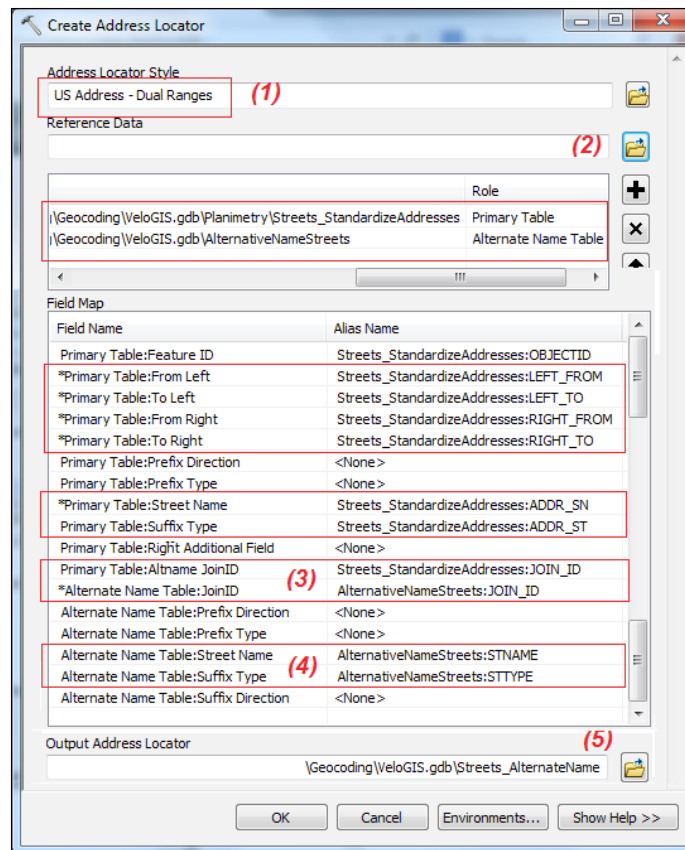 Create Address Locator
Address Locator Style
US Address - Dual Ranges
(1)
Reference Data
(2)
Role
\Geocoding\VeloGIS.gdb\Planimetry\Streets_StandardizeAddresses Primary Table
\Geocoding\VeloGIS.gdb\AlternativeNameStreets Alternate Name Table
Field Map
Field Name Alias Name
Primary Table:Feature ID Streets_StandardizeAddresses:OBJECTID
*Primary Table:From Left Streets_StandardizeAddresses:LEFT_FROM
*Primary Table:To Left Streets_StandardizeAddresses:LEFT_TO
*Primary Table:From Right Streets_StandardizeAddresses:RIGHT_FROM
*Primary Table:To Right Streets_StandardizeAddresses:RIGHT_TO
Primary Table:Prefix Direction <None>
Primary Table:Prefix Type <None>
*Primary Table:Street Name Streets_StandardizeAddresses:ADDR_SN
Primary Table:Suffix Type Streets_StandardizeAddresses:ADDR_ST
Primary Table:Right Additional Field <None>
Primary Table:Altname JoinID Streets_StandardizeAddresses:JOIN_ID
(3)
*Alternate Name Table:JoinID AlternativeNameStreets:JOIN_ID
Alternate Name Table:Prefix Direction <None>
Alternate Name Table:Prefix Type <None>
Alternate Name Table:Street Name AlternativeNameStreets:STNAME
(4)
Alternate Name Table:Suffix Type AlternativeNameStreets:STTYPE
Alternate Name Table:Suffix Direction <None>
(5)
Output Address Locator
\Geocoding\VeloGIS.gdb\Streets_AlternateName
OK Cancel Environments... Show Help >>